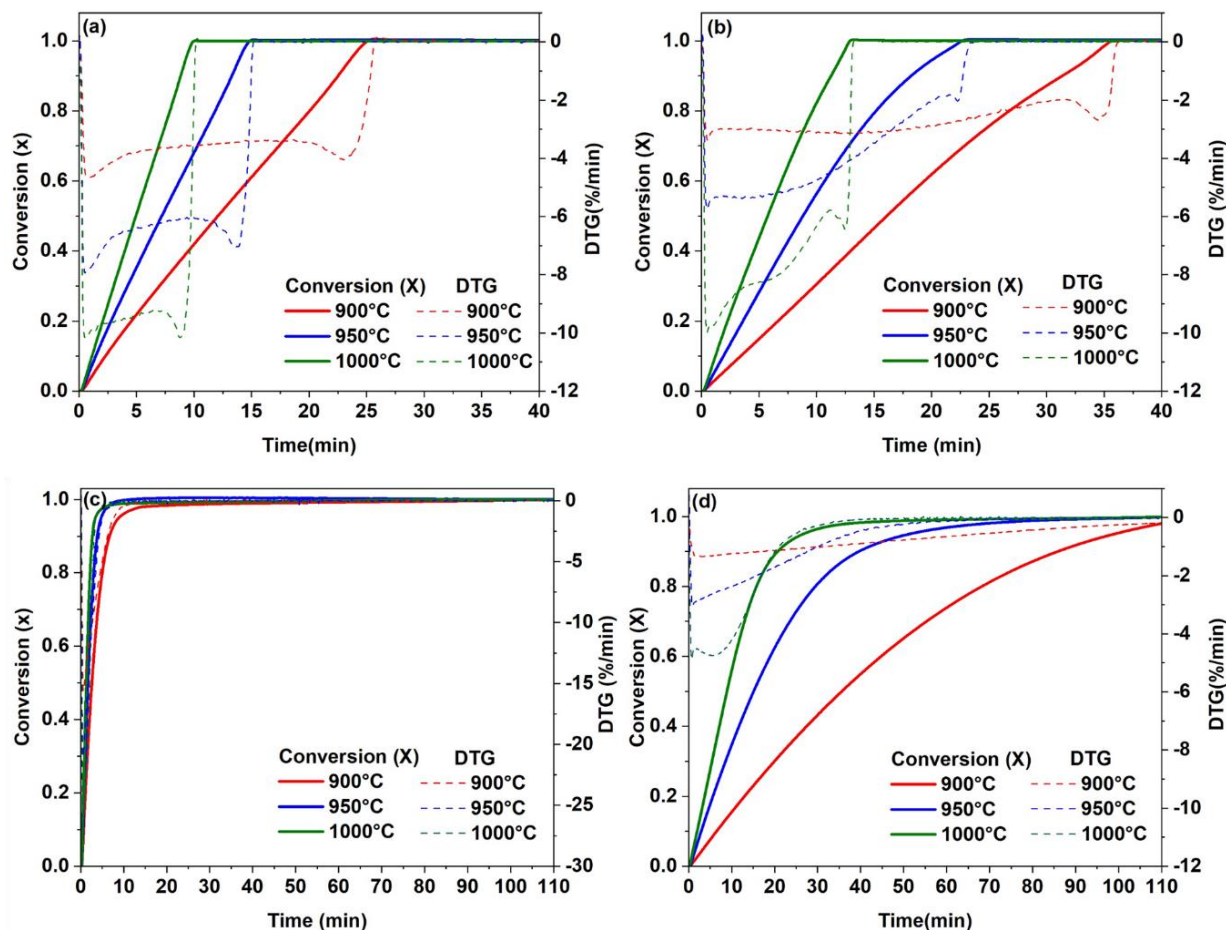 (a)
Conversion (x)
1.0
0.8
0.6
0.4
0.2
0.0
0
-2
-4
-6
-8
-10
-12
DTG(%/min)
Conversion (X) DTG
900°C 900°C
950°C 950°C
1000°C 1000°C
0 5 10 15 20 25 30 35 40
Time(min)
(b)
Conversion (X)
1.0
0.8
0.6
0.4
0.2
0.0
0
-2
-4
-6
-8
-10
-12
DTG (%/min)
Conversion (X) DTG
900°C 900°C
950°C 950°C
1000°C 1000°C
0 5 10 15 20 25 30 35 40
Time (min)
(c)
Conversion (x)
1.0
0.8
0.6
0.4
0.2
0.0
0
-5
-10
-15
-20
-25
-30
DTG (%/min)
Conversion (X) DTG
900°C 900°C
950°C 950°C
1000°C 1000°C
0 10 20 30 40 50 60 70 80 90 100 110
Time (min)
(d)
Conversion (X)
1.0
0.8
0.6
0.4
0.2
0.0
0
-2
-4
-6
-8
-10
-12
DTG(%/min)
Conversion (X) DTG
900°C 900°C
950°C 950°C
1000°C 1000°C
0 10 20 30 40 50 60 70 80 90 100 110
Time(min)